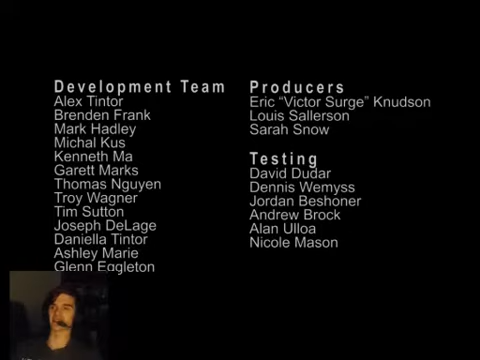 Development Team
Alex Tintor
Brenden Frank
Mark Hadley
Michal Kus
Kenneth Ma
Garett Marks
Thomas Nguyen
Troy Wagner
Tim Sutton
Joseph DeLage
Daniella Tintor
Ashley Marie
Glenn Eggleton
Producers
Eric “Victor Surge” Knudson
Louis Sallerson
Sarah Snow
Testing
David Dudar
Dennis Wemyss
Jordan Beshoner
Andrew Brock
Alan Ulloa
Nicole Mason